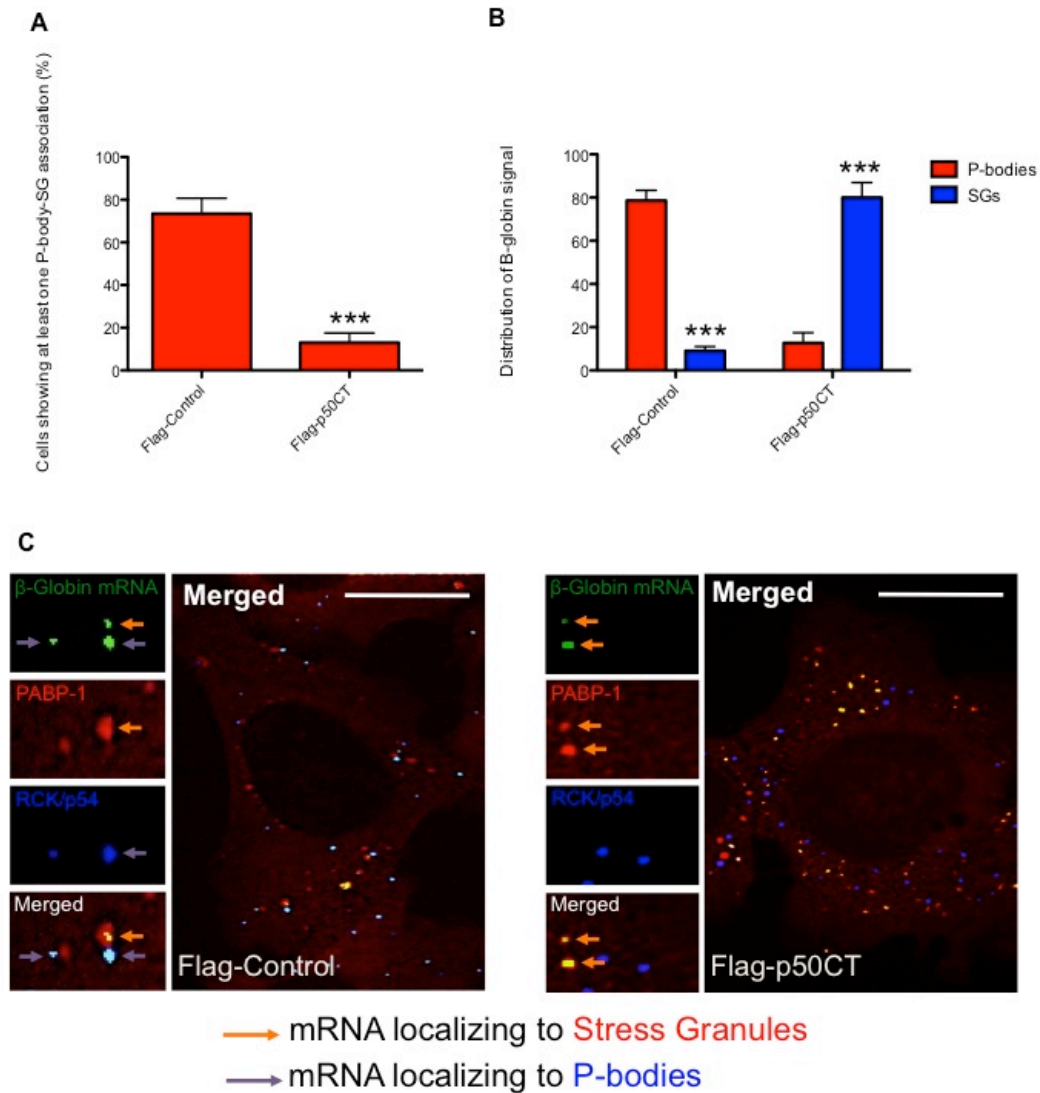 A
Cells showing at least one P-body-SG association (%)
100
80
60
40
20
0
***
Flag-Control
Flag-p50CT
B
Distribution of B-globin signal
100
80
60
40
20
0
***
***
Flag-Control
Flag-p50CT
P-bodies
SGs
C
β-Globin mRNA
PABP-1
RCK/p54
Merged
Merged
Flag-Control
β-Globin mRNA
PABP-1
RCK/p54
Merged
Merged
Flag-p50CT
mRNA localizing to Stress Granules
mRNA localizing to P-bodies